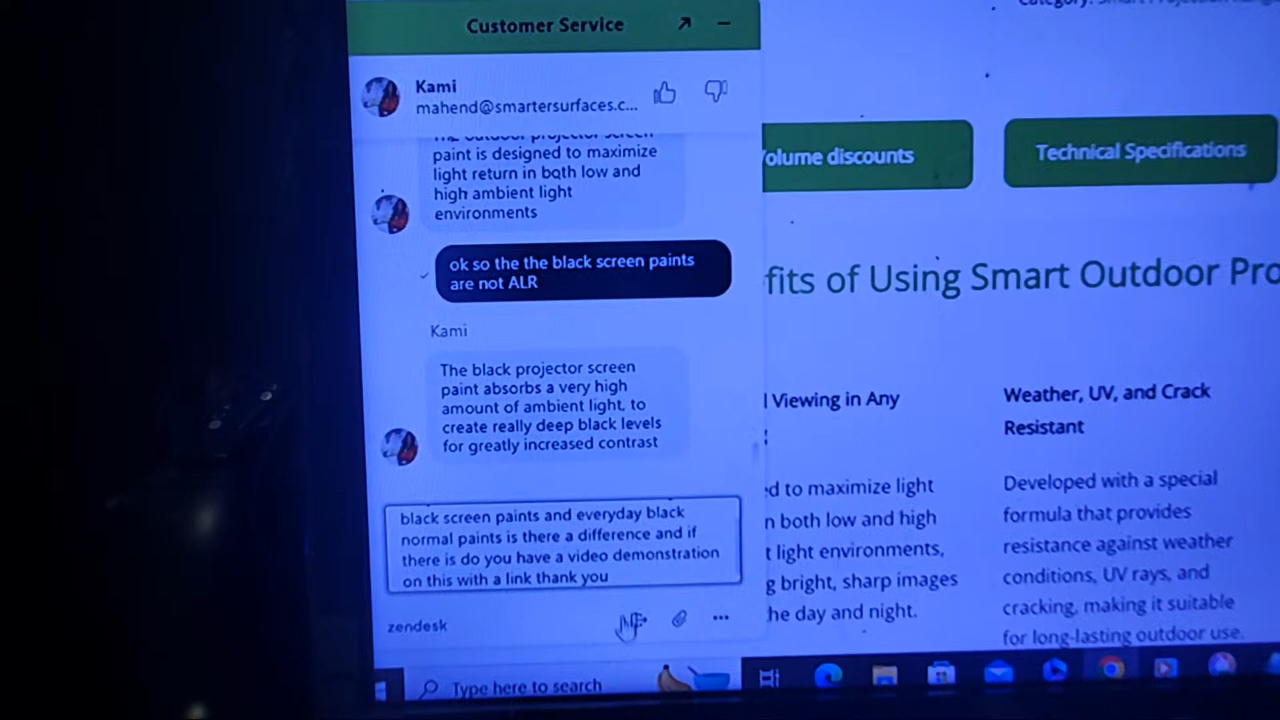 Customer Service
Kami
mahend@smartersurfaces.c...
paint is designed to maximize
light return in both low and
high ambient light
environments
ok so the the black screen paints
are not ALR
Kami
The black projector screen
paint absorbs a very high
amount of ambient light, to
create really deep black levels
for greatly increased contrast
black screen paints and everyday black
normal paints is there a difference and if
there is do you have a video demonstration
on this with a link thank you
zendesk
olume discounts
Technical Specifications
fits of Using Smart Outdoor Pro
l Viewing in Any
Weather, UV, and Crack
Resistant
ed to maximize light
n both low and high
t light environments,
g bright, sharp images
he day and night.
Developed with a special
formula that provides
resistance against weather
conditions, UV rays, and
cracking, making it suitable
for long-lasting outdoor use.
Type here to search